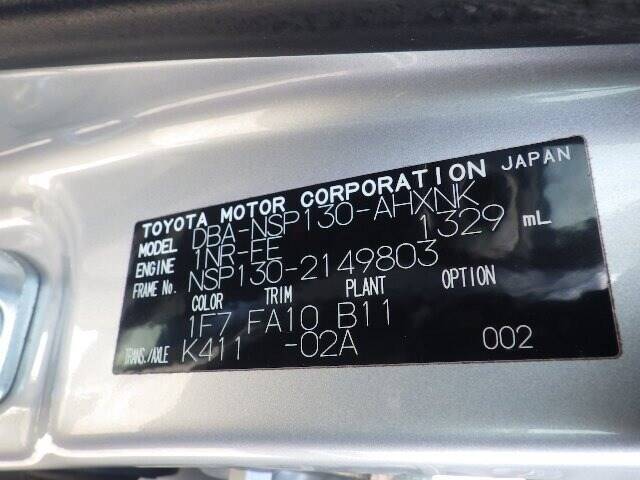 TOYOTA MOTOR CORPORATION JAPAN
MODEL DBA-NSP130-AHXNK
ENGINE 1NR-FE 1329 mL
FRAME No. NSP130-2149803
COLOR TRIM PLANT OPTION
1F7 FA10 B11
TRANS./AXLE K411 -02A 002